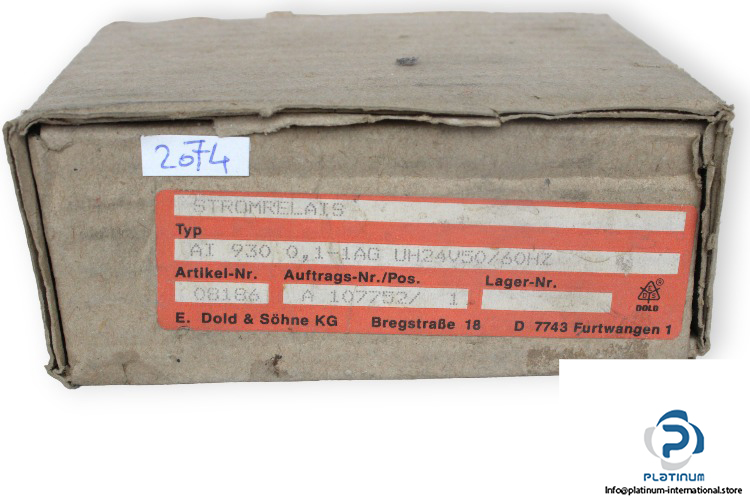 2074
STROMRELAIS
Typ
AI 930 0,1-1AG UH24V50/60HZ
Artikel-Nr. Auftrags-Nr./Pos. Lager-Nr.
08186 A 107752/ 1
DOLD
E. Dold & Söhne KG Bregstraße 18 D 7743 Furtwangen 1
PLATINUM
Info@platinum-international.store